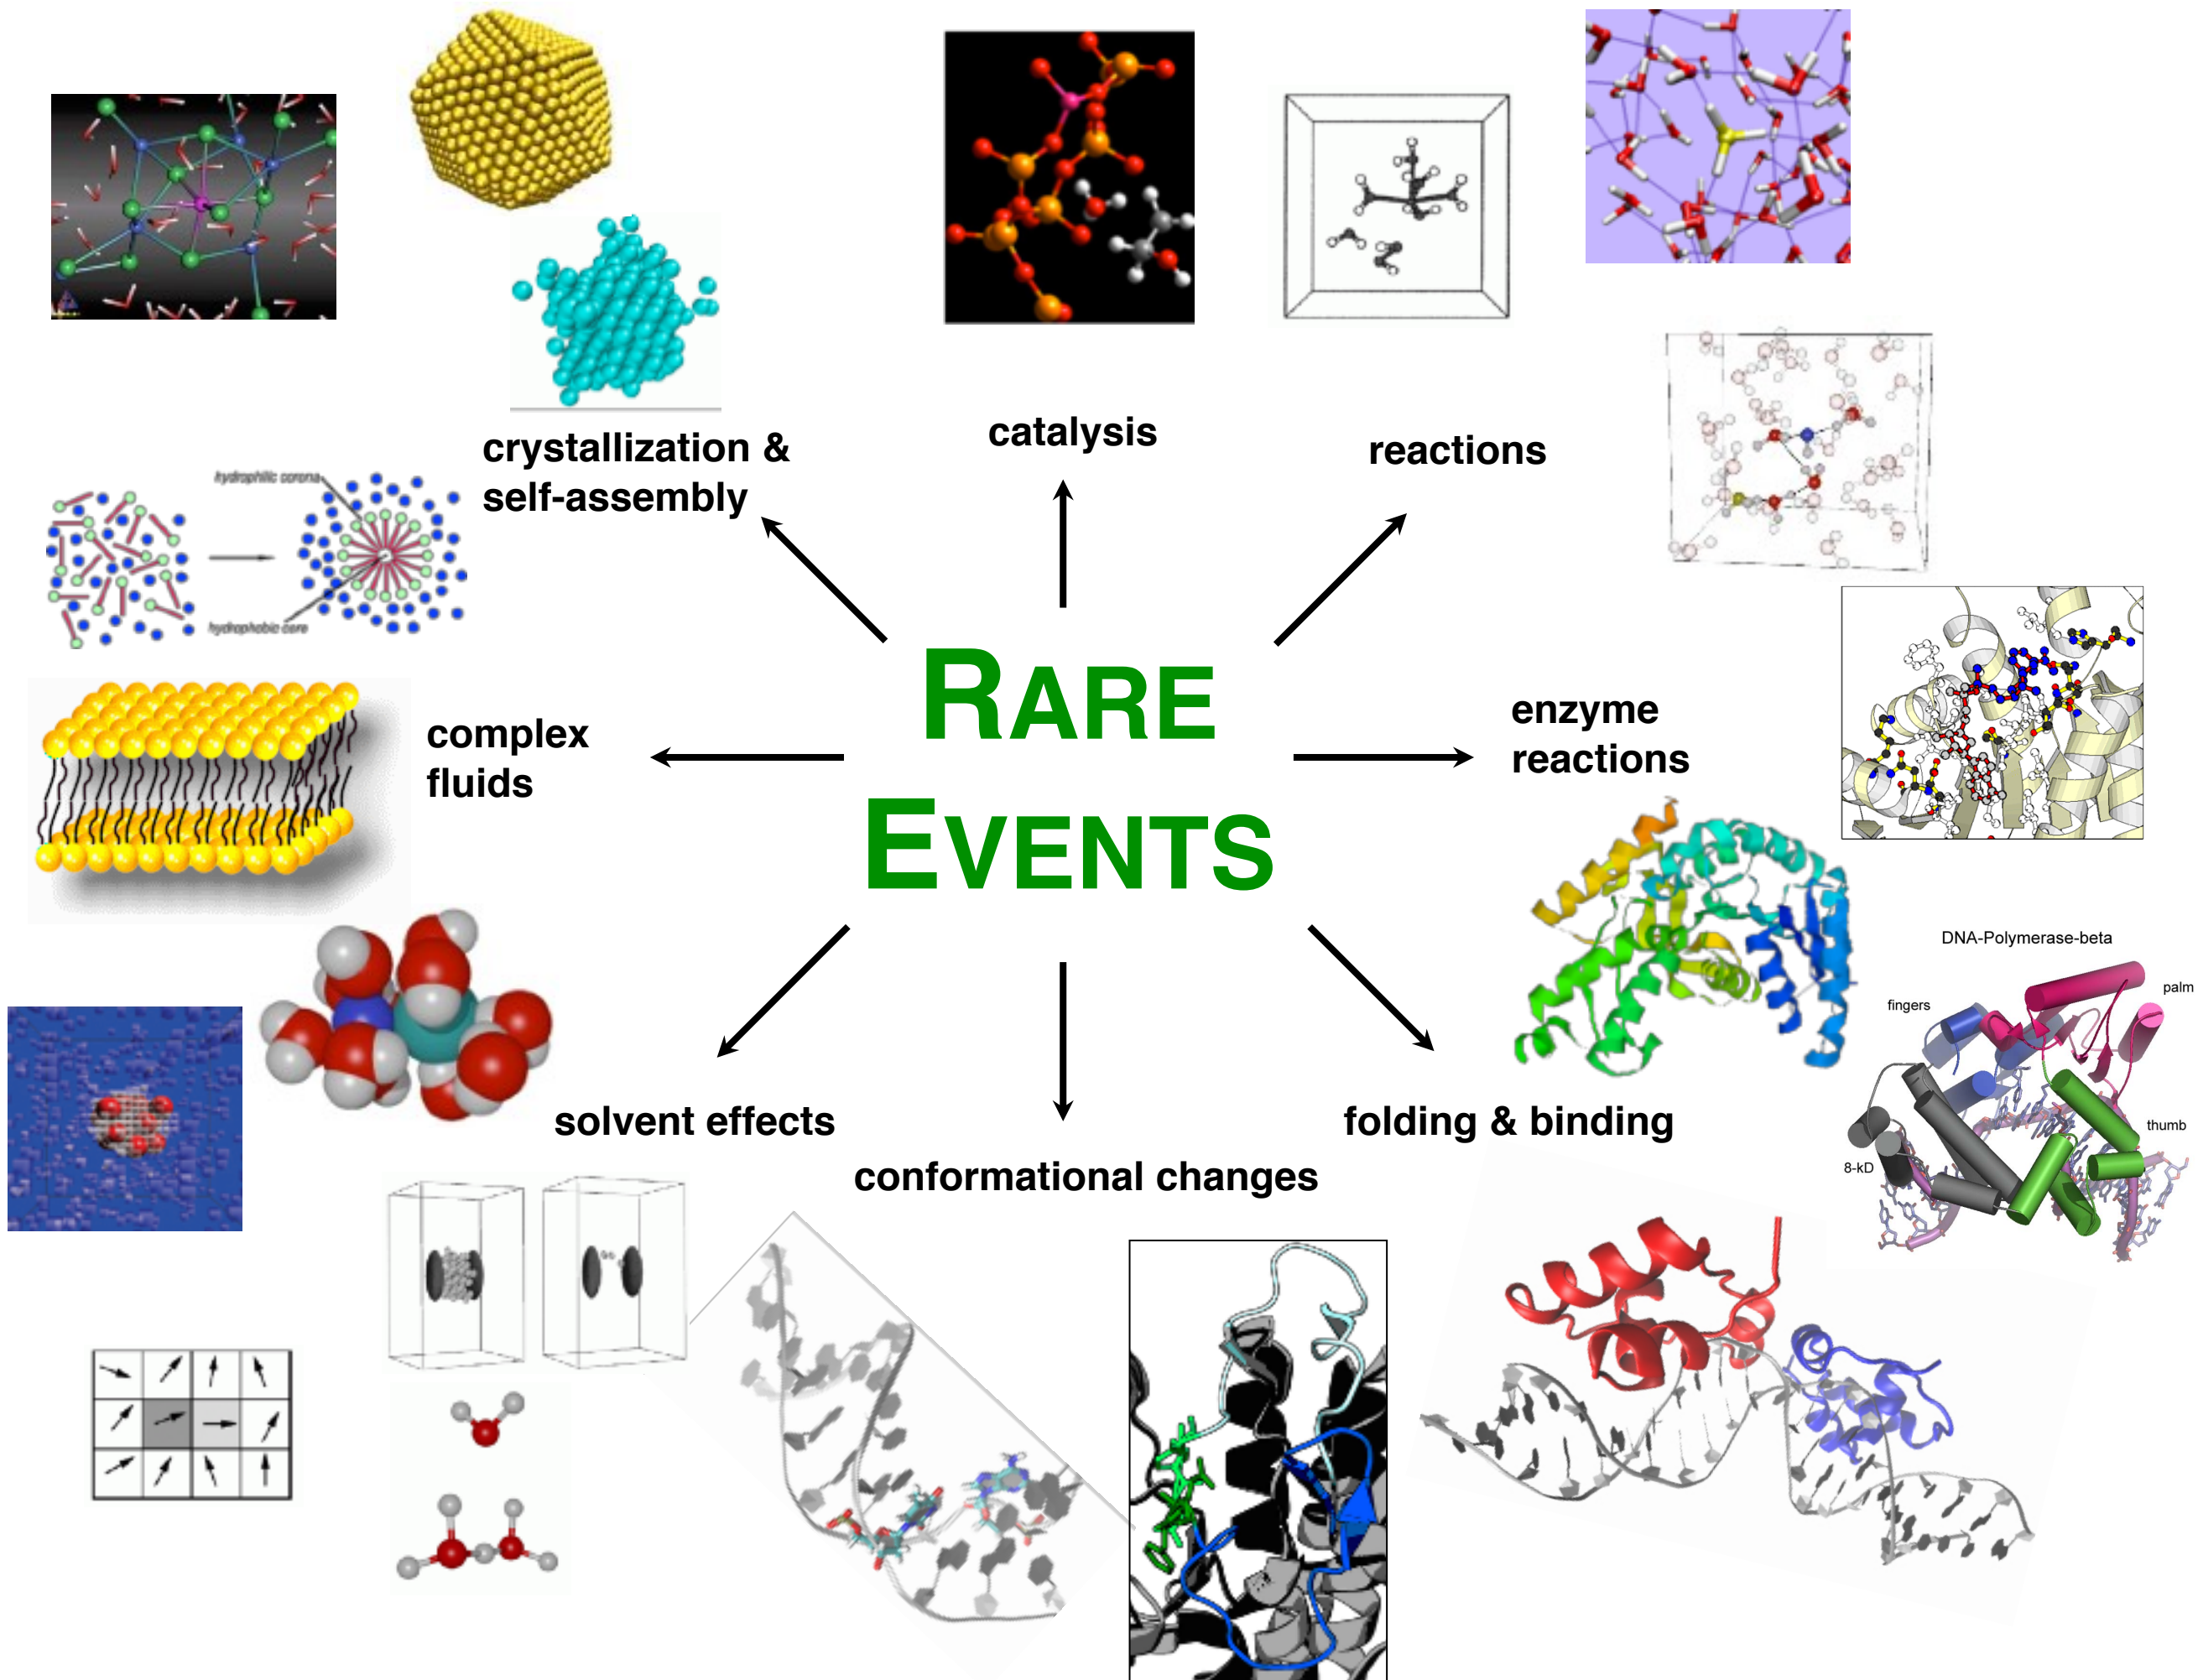 crystallization &
self-assembly
catalysis
reactions
hydrophilic corona
hydrophobic core
RARE
EVENTS
complex
fluids
enzyme
reactions
DNA-Polymerase-beta
palm
fingers
thumb
8-kD
solvent effects
conformational changes
folding & binding